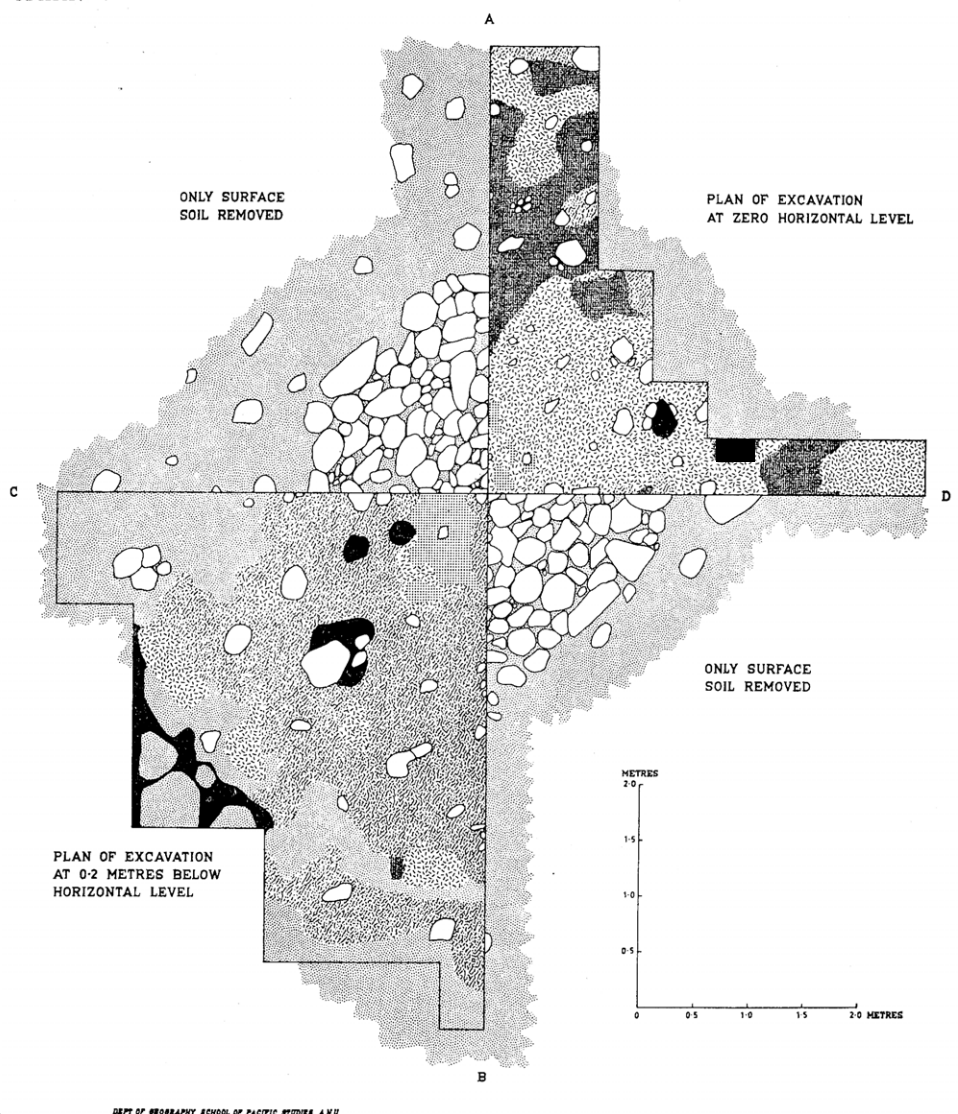 A
ONLY SURFACE
SOIL REMOVED
PLAN OF EXCAVATION
AT ZERO HORIZONTAL LEVEL
C
D
ONLY SURFACE
SOIL REMOVED
PLAN OF EXCAVATION
AT 0·2 METRES BELOW
HORIZONTAL LEVEL
METRES
2·0
1·5
1·0
0·5
0 0·5 1·0 1·5 2·0 METRES
B
DEPT OF GEOGRAPHY, SCHOOL OF PACIFIC STUDIES, A.N.U.